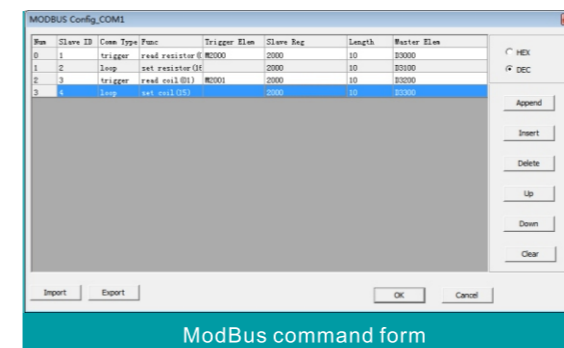 MODBUS Config_COM1
Num Slave ID Comm Type Func Trigger Elem Slave Reg Length Master Elem
0 1 trigger read resistor( M2000 2000 10 D3000
1 2 loop set resistor(16 2000 10 D3100
2 3 trigger read coil(01) M2001 2000 10 D3200
3 4 loop set coil(15) 2000 10 D3300
HEX
DEC
Append
Insert
Delete
Up
Down
Clear
Import Export OK Cancel
ModBus command form